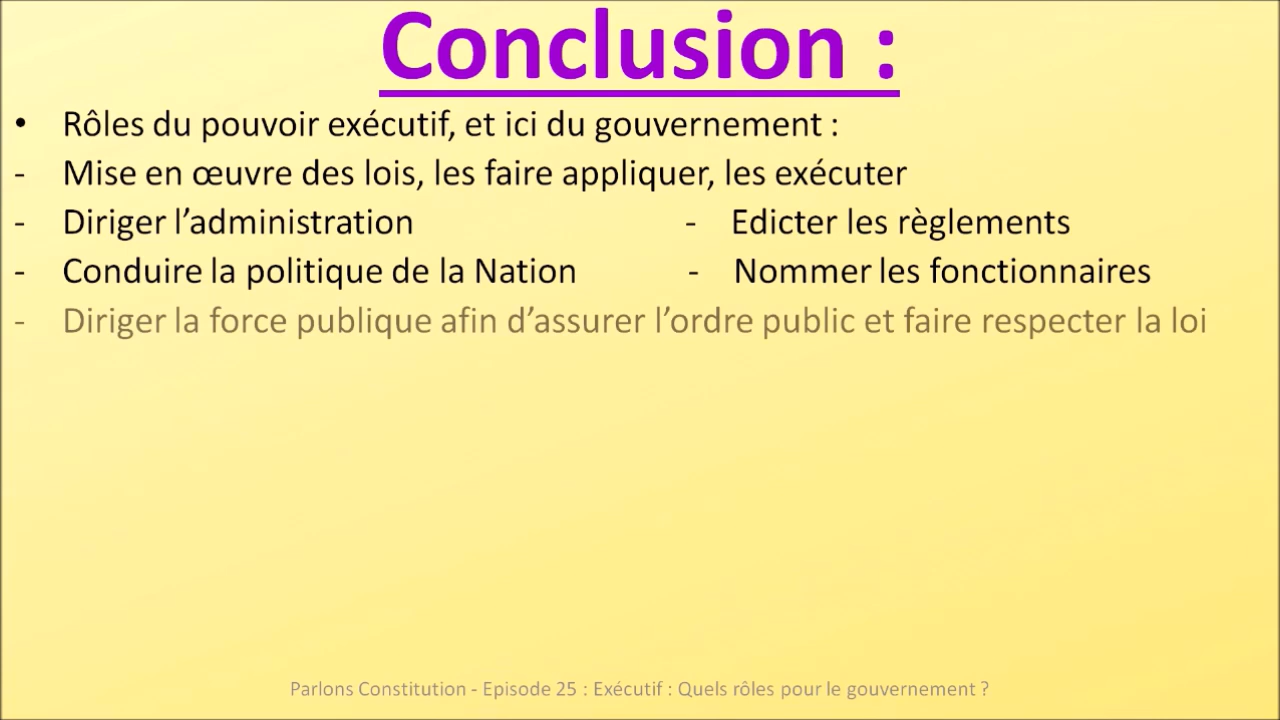 Conclusion :
• Rôles du pouvoir exécutif, et ici du gouvernement :
- Mise en œuvre des lois, les faire appliquer, les exécuter
- Diriger l’administration - Edicter les règlements
- Conduire la politique de la Nation - Nommer les fonctionnaires
- Diriger la force publique afin d’assurer l’ordre public et faire respecter la loi
Parlons Constitution - Episode 25 : Exécutif : Quels rôles pour le gouvernement ?